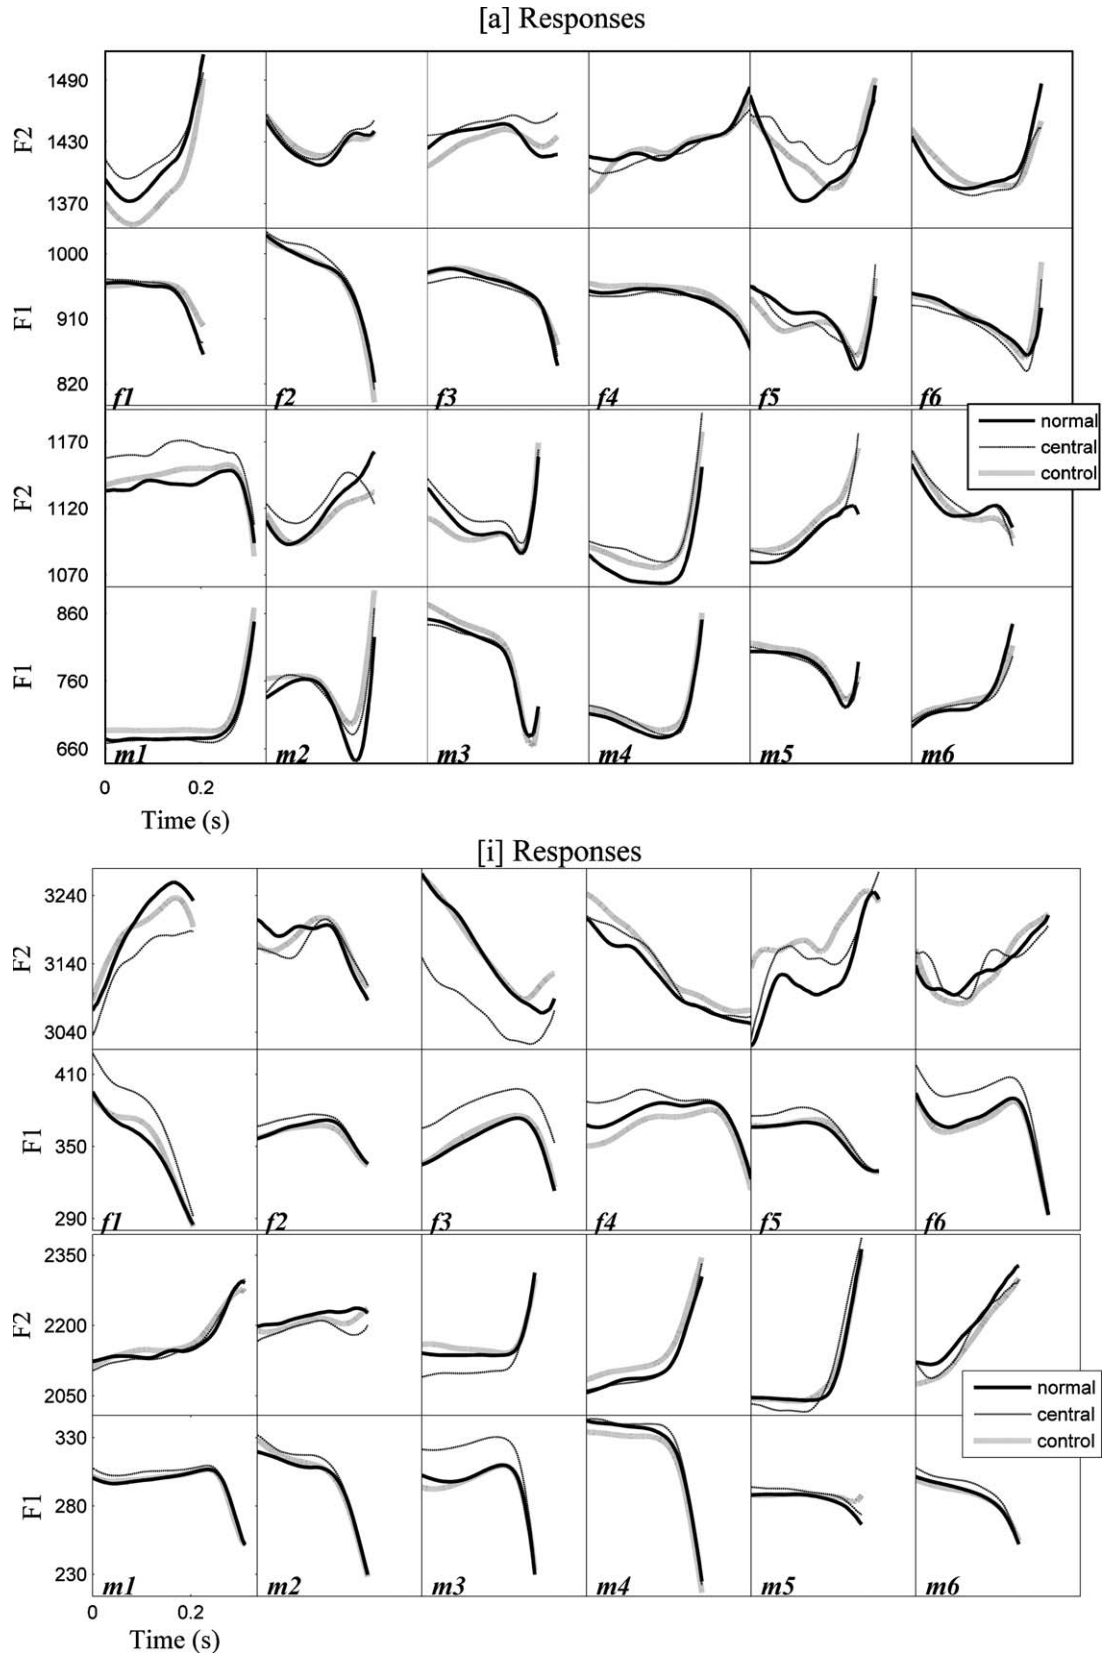 [a] Responses
F2
1490
1430
1370
F1
1000
910
820
f1 f2 f3 f4 f5 f6
normal
central
control
F2
1170
1120
1070
F1
860
760
660
m1 m2 m3 m4 m5 m6
0 0.2
Time (s)
[i] Responses
F2
3240
3140
3040
F1
410
350
290
f1 f2 f3 f4 f5 f6
F2
2350
2200
2050
normal
central
control
F1
330
280
230
m1 m2 m3 m4 m5 m6
0 0.2
Time (s)